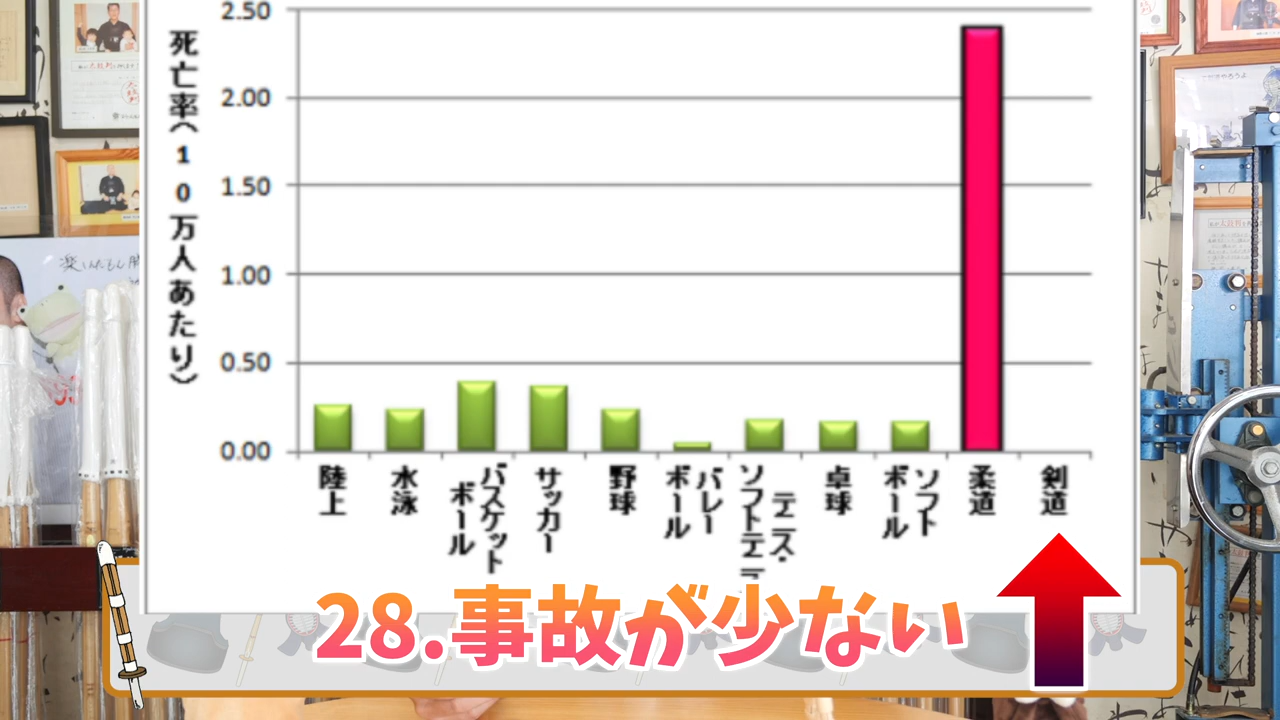 死亡率(10万人あたり)
2.50
2.00
1.50
1.00
0.50
0.00
陸上
水泳
バスケット
ボール
サッカー
野球
バレー
ボール
テニス・
ソフトテニ
卓球
ソフト
ボール
柔道
剣道
28.事故が少ない